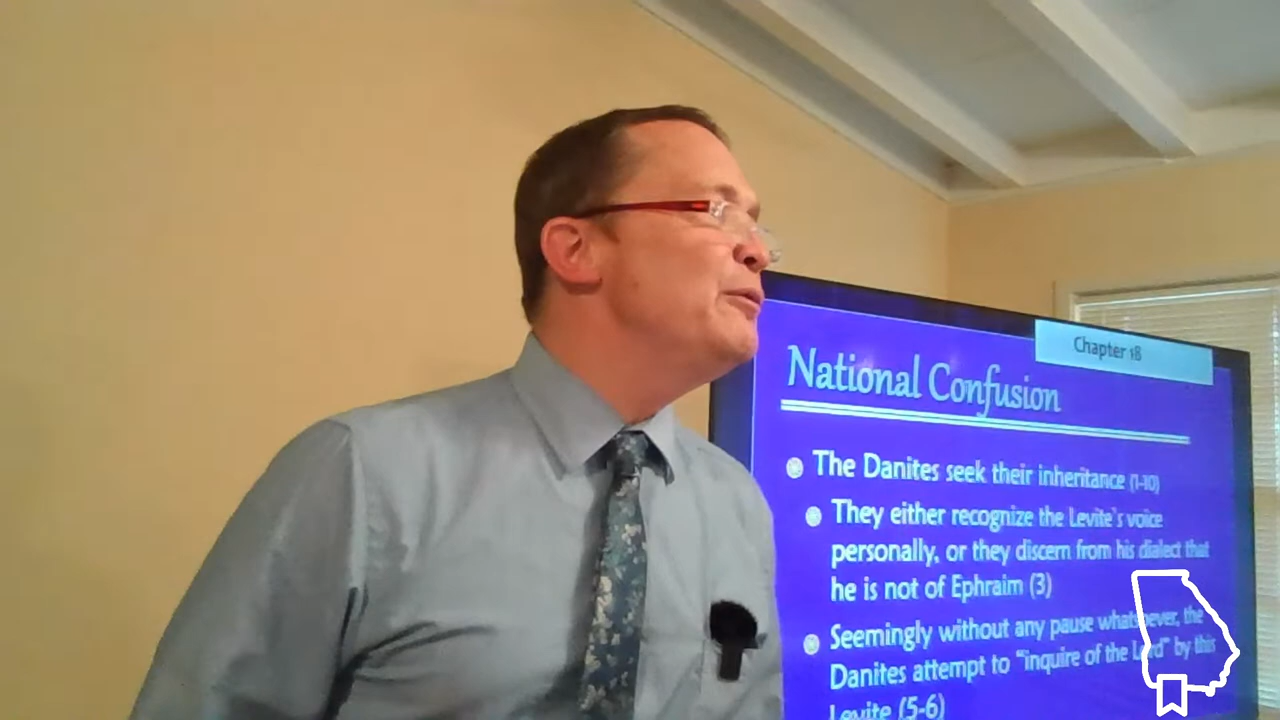 Chapter 18
National Confusion
The Danites seek their inheritance (1-10)
They either recognize the Levite's voice
personally, or they discern from his dialect that
he is not of Ephraim (3)
Seemingly without any pause whatsoever, the
Danites attempt to "inquire of the Lord" by this
Levite (5-6)